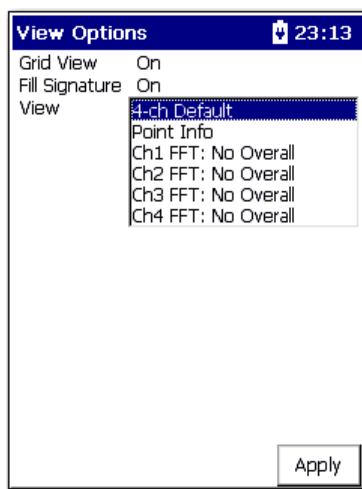 View Options 23:13
Grid View On
Fill Signature On
View 4-ch Default
Point Info
Ch1 FFT: No Overall
Ch2 FFT: No Overall
Ch3 FFT: No Overall
Ch4 FFT: No Overall
Apply